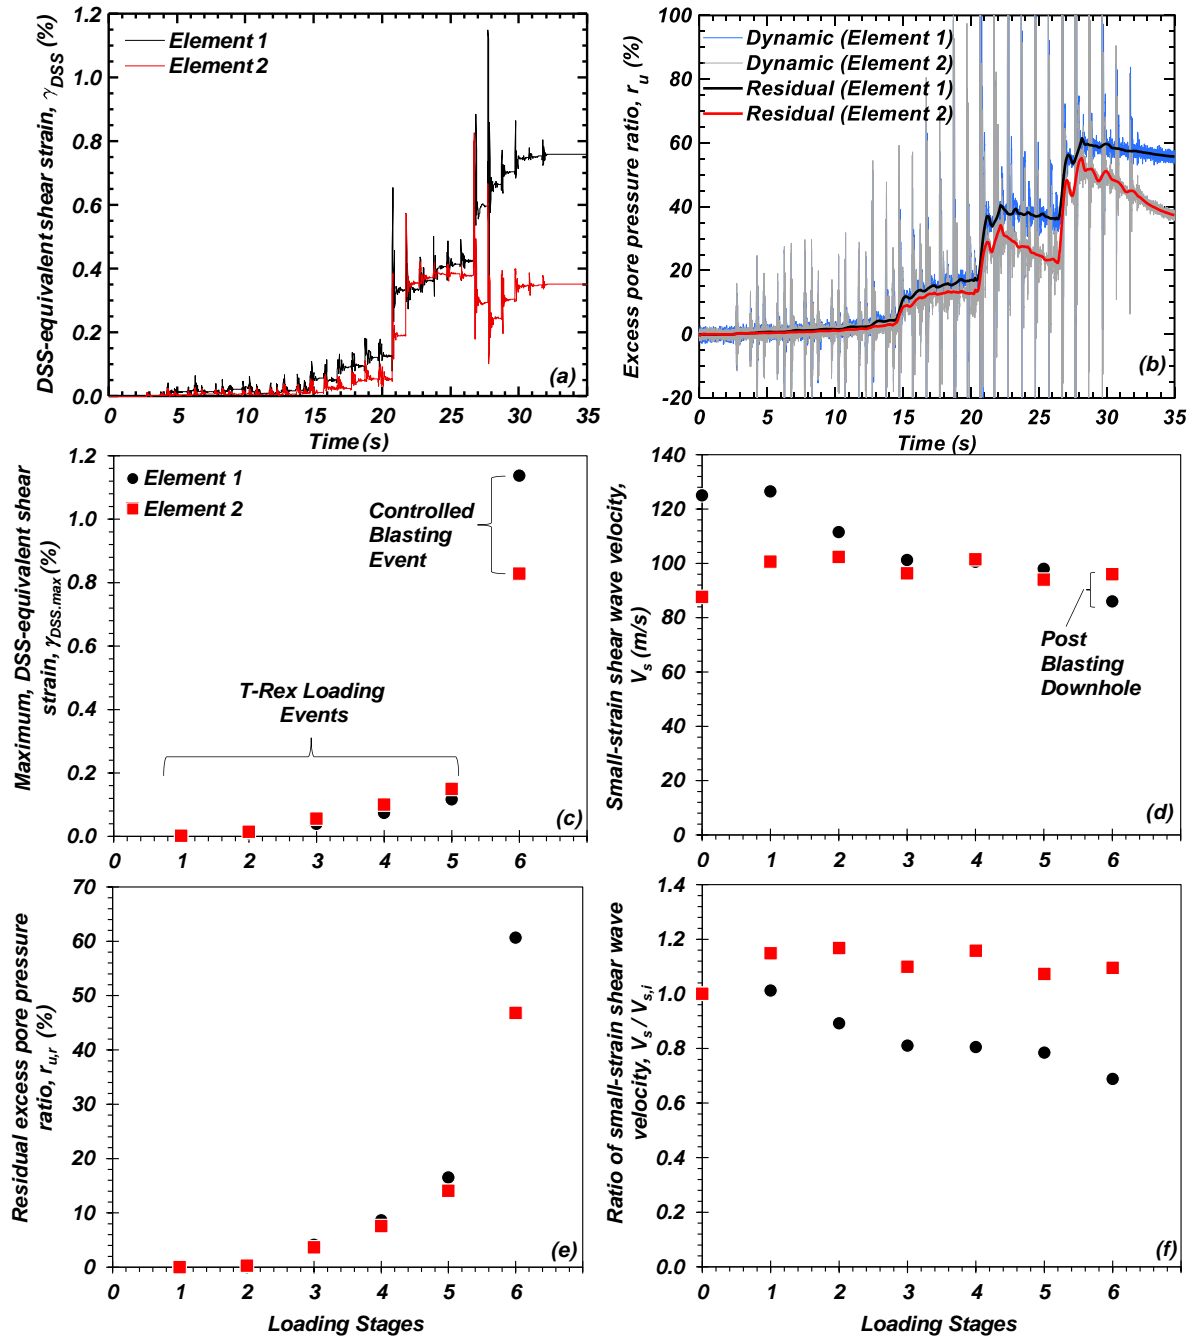 DSS-equivalent shear strain, γDSS (%)
1.2
1.0
0.8
0.6
0.4
0.2
0.0
Element 1
Element 2
(a)
0 5 10 15 20 25 30 35
Time (s)
Excess pore pressure ratio, ru (%)
100
80
60
40
20
0
-20
Dynamic (Element 1)
Dynamic (Element 2)
Residual (Element 1)
Residual (Element 2)
(b)
0 5 10 15 20 25 30 35
Time (s)
Maximum, DSS-equivalent shear
strain, γDSS,max (%)
1.2
1.0
0.8
0.6
0.4
0.2
0.0
Element 1
Element 2
Controlled
Blasting
Event
T-Rex Loading
Events
(c)
0 1 2 3 4 5 6
Small-strain shear wave velocity,
Vs (m/s)
140
120
100
80
60
40
20
0
Post
Blasting
Downhole
(d)
0 1 2 3 4 5 6
Residual excess pore pressure
ratio, ru,r (%)
70
60
50
40
30
20
10
0
(e)
0 1 2 3 4 5 6
Loading Stages
Ratio of small-strain shear wave
velocity, Vs / Vs,i
1.4
1.2
1.0
0.8
0.6
0.4
0.2
0.0
(f)
0 1 2 3 4 5 6
Loading Stages